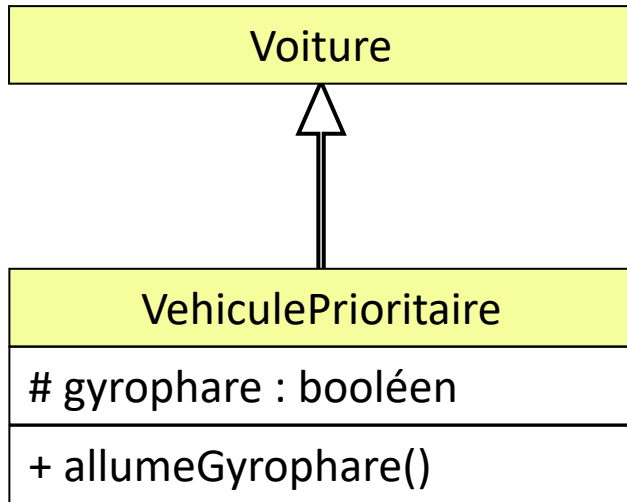 Voiture
VehiculePrioritaire
# gyrophare : booléen
+ allumeGyrophare()